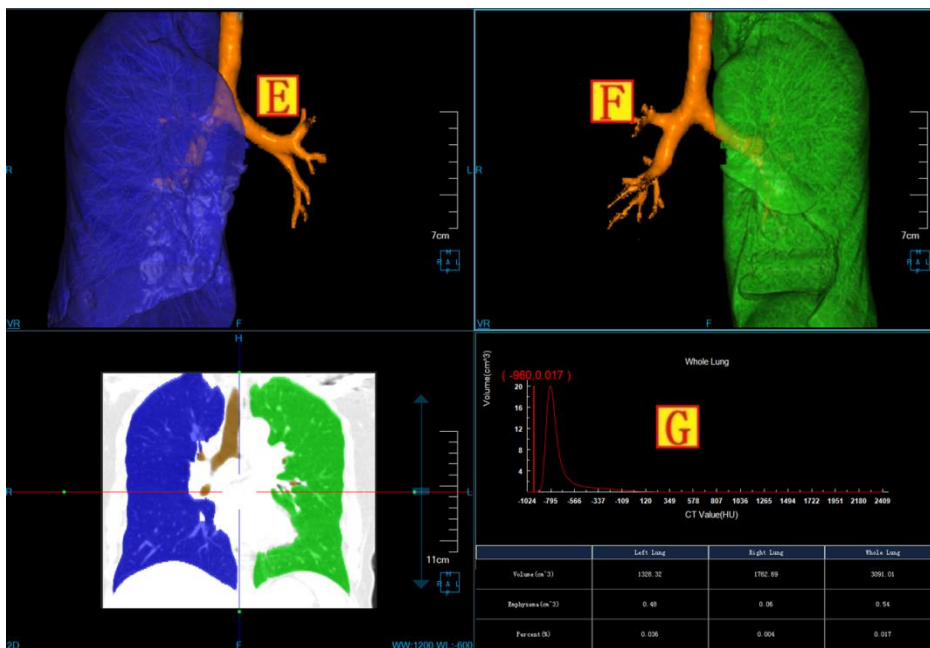 E
R
L
7cm
H
R A L
F
VR
F
F
R
7cm
H
R A L
F
VR
F
H
R
L
11cm
H
R A L
F
2D
F
WW:1200 WL:-600
Whole Lung
( -960,0.017 )
Volume(cm^3)
20
16
12
8
4
G
-1024 -795 -566 -337 -109 120 349 578 807 1036 1265 1494 1722 1951 2180 2409
CT Value(HU)
Left Lung Right Lung Whole Lung
Volume(cm^3) 1328.32 1762.69 3091.01
Emphysema(cm^3) 0.48 0.06 0.54
Percent(%) 0.036 0.004 0.017